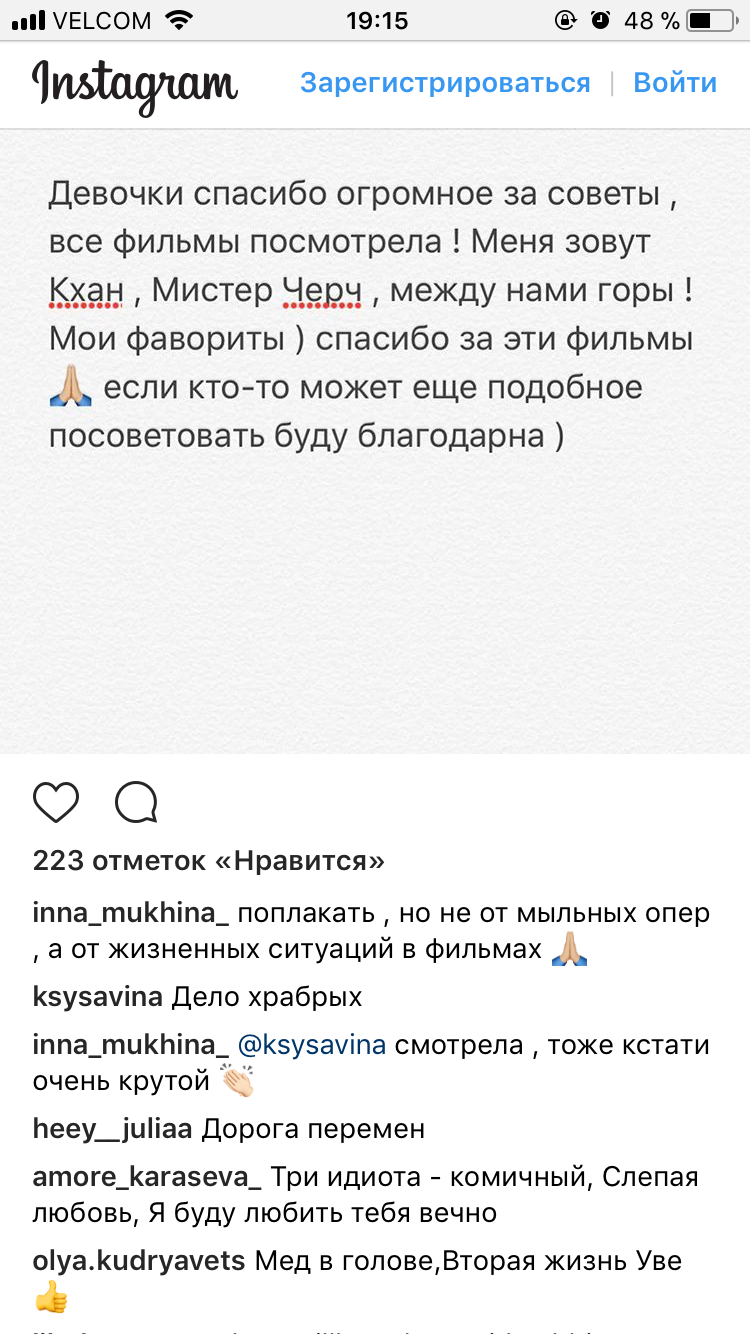 VELCOM 19:15 48 %
Instagram Зарегистрироваться | Войти
Девочки спасибо огромное за советы ,
все фильмы посмотрела ! Меня зовут
Кхан , Мистер Черч , между нами горы !
Мои фавориты ) спасибо за эти фильмы
🙏🏼 если кто-то может еще подобное
посоветовать буду благодарна )
223 отметок «Нравится»
inna_mukhina_ поплакать , но не от мыльных опер
, а от жизненных ситуаций в фильмах 🙏🏼
ksysavina Дело храбрых
inna_mukhina_ @ksysavina смотрела , тоже кстати
очень крутой 👏🏻
heey__juliaa Дорога перемен
amore_karaseva_ Три идиота - комичный, Слепая
любовь, Я буду любить тебя вечно
olya.kudryavets Мед в голове,Вторая жизнь Уве
👍